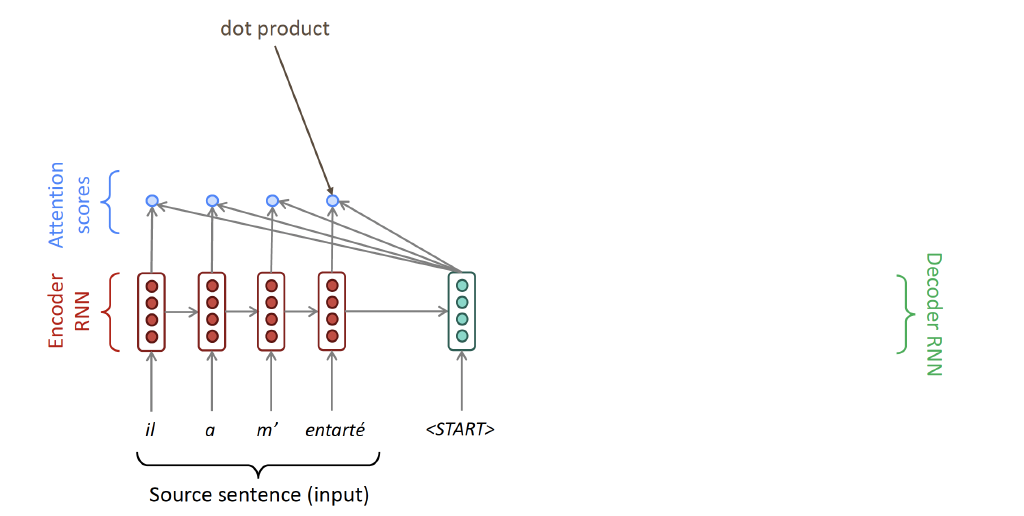 dot product
Attention
scores
Encoder
RNN
Decoder RNN
il a m’ entarté <START>
Source sentence (input)